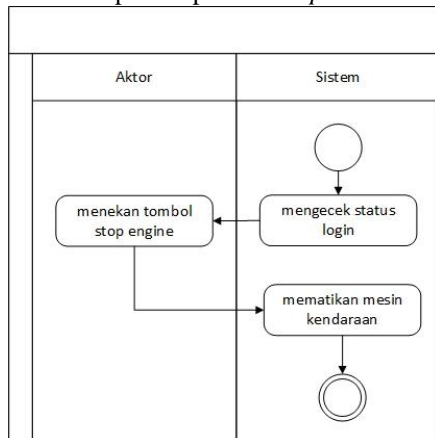 Aktor
Sistem
mengecek status
login
menekan tombol
stop engine
mematikan mesin
kendaraan